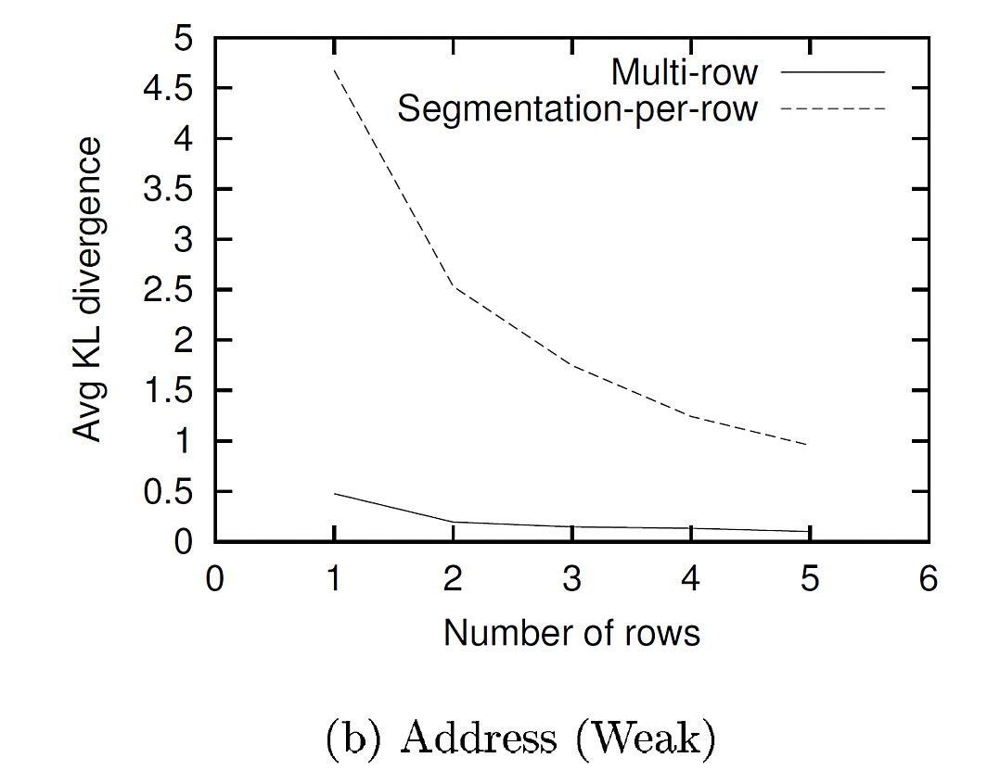 5
4.5
4
3.5
3
2.5
2
1.5
1
0.5
0
Avg KL divergence
Multi-row
Segmentation-per-row
0 1 2 3 4 5 6
Number of rows
(b) Address (Weak)